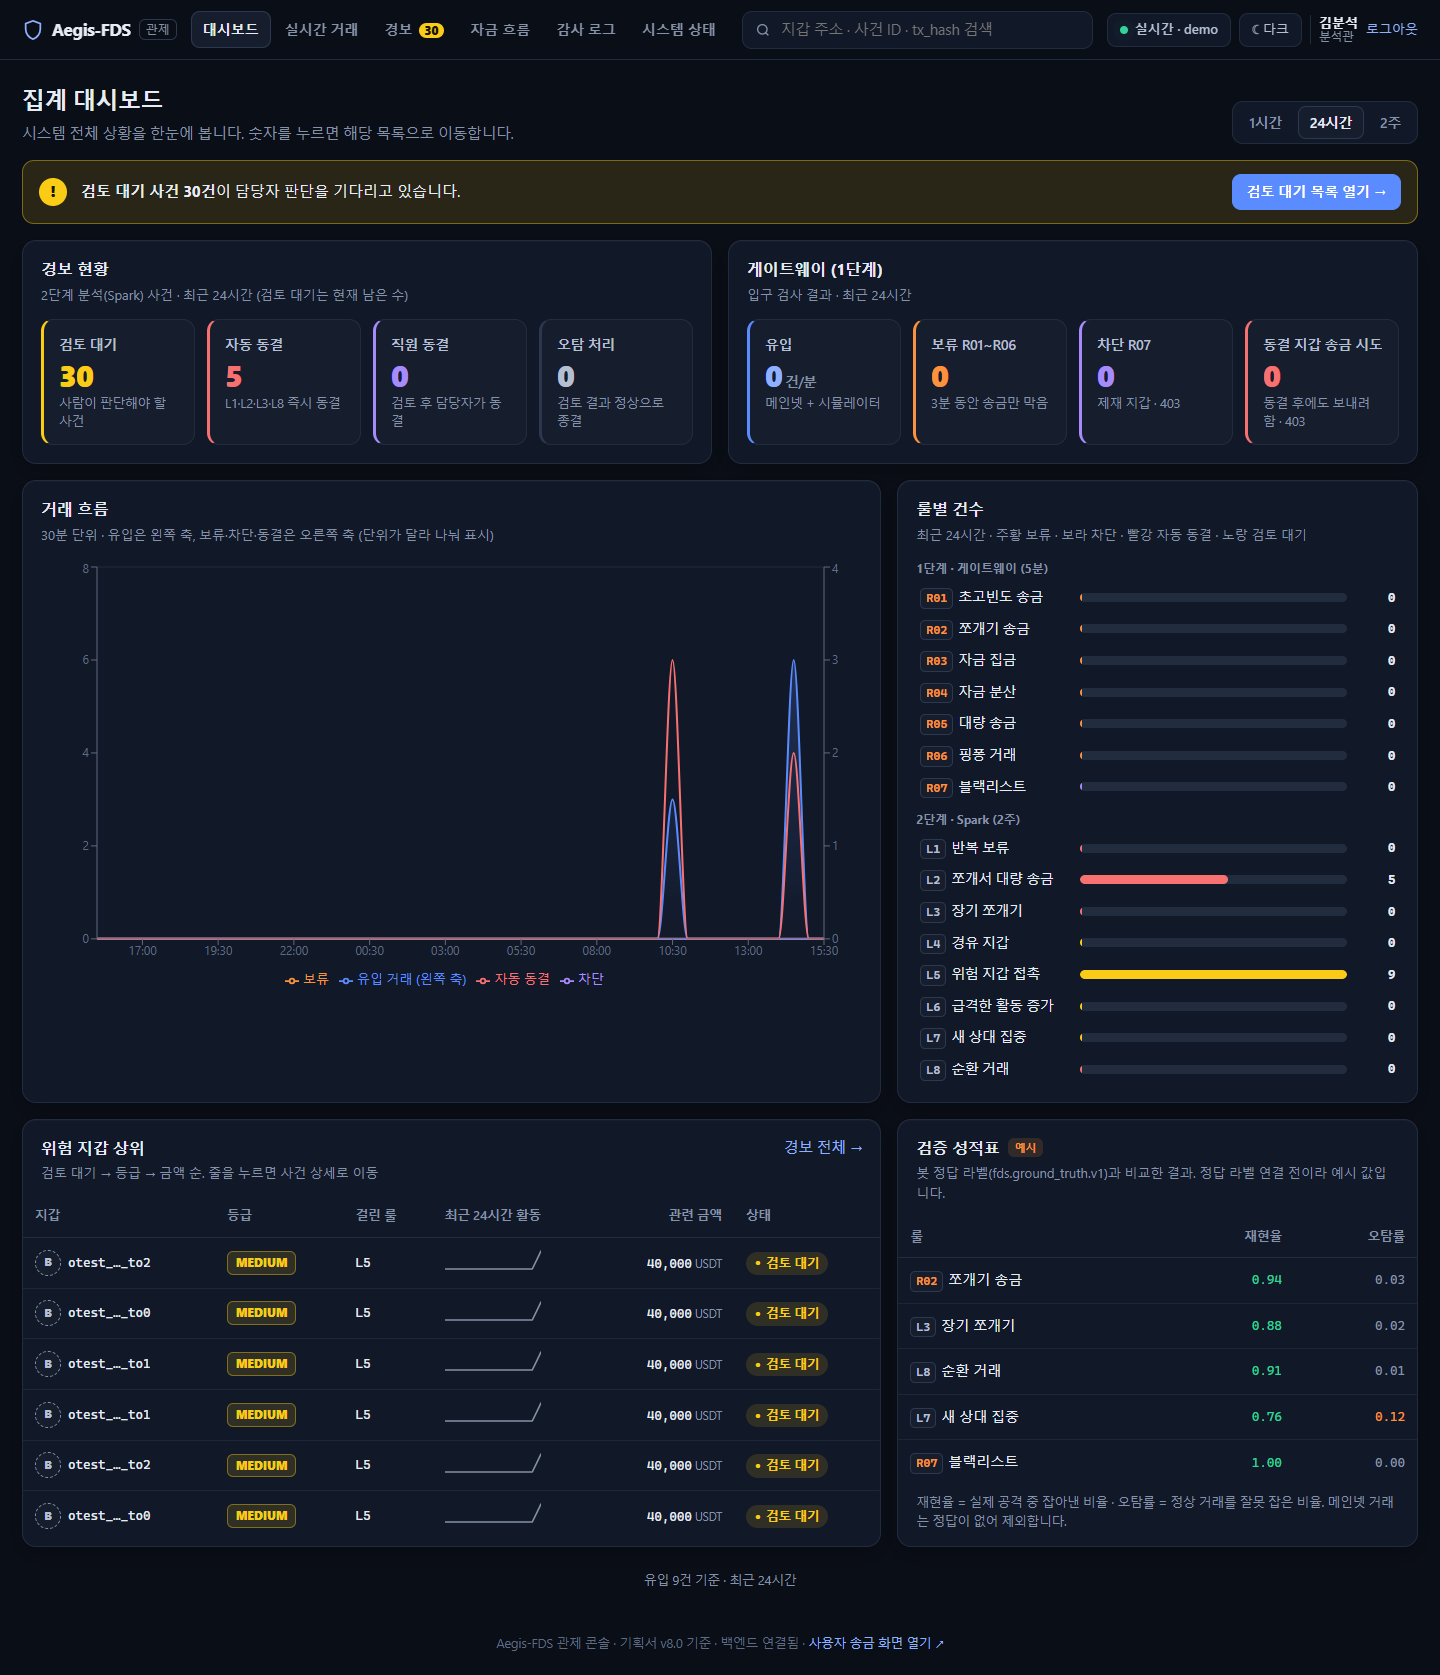 Aegis-FDS 관제 대시보드 실시간 거래 경보 30 자금 흐름 감사 로그 시스템 상태 지갑 주소 · 사건 ID · tx_hash 검색 실시간 · demo ☾ 다크 김분석 분석관 로그아웃
집계 대시보드
시스템 전체 상황을 한눈에 봅니다. 숫자를 누르면 해당 목록으로 이동합니다.
1시간 24시간 2주
! 검토 대기 사건 30건이 담당자 판단을 기다리고 있습니다. 검토 대기 목록 열기 →
경보 현황
2단계 분석(Spark) 사건 · 최근 24시간 (검토 대기는 현재 남은 수)
검토 대기
30
사람이 판단해야 할
사건
자동 동결
5
L1·L2·L3·L8 즉시 동결
직원 동결
0
검토 후 담당자가 동
결
오탐 처리
0
검토 결과 정상으로
종결
게이트웨이 (1단계)
입구 검사 결과 · 최근 24시간
유입
0 건/분
메인넷 + 시뮬레이터
보류 R01~R06
0
3분 동안 송금만 막음
차단 R07
0
제재 지갑 · 403
동결 지갑 송금 시도
0
동결 후에도 보내려
함 · 403
거래 흐름
30분 단위 · 유입은 왼쪽 축, 보류·차단·동결은 오른쪽 축 (단위가 달라 나눠 표시)
8 4
6 3
4 2
2 1
0 0
17:00 19:30 22:00 00:30 03:00 05:30 08:00 10:30 13:00 15:30
보류 유입 거래 (왼쪽 축) 자동 동결 차단
룰별 건수
최근 24시간 · 주황 보류 · 보라 차단 · 빨강 자동 동결 · 노랑 검토 대기
1단계 · 게이트웨이 (5분)
R01 초고빈도 송금 0
R02 쪼개기 송금 0
R03 자금 집금 0
R04 자금 분산 0
R05 대량 송금 0
R06 핑퐁 거래 0
R07 블랙리스트 0
2단계 · Spark (2주)
L1 반복 보류 0
L2 쪼개서 대량 송금 5
L3 장기 쪼개기 0
L4 경유 지갑 0
L5 위험 지갑 접촉 9
L6 급격한 활동 증가 0
L7 새 상대 집중 0
L8 순환 거래 0
위험 지갑 상위 경보 전체 →
검토 대기 → 등급 → 금액 순. 줄을 누르면 사건 상세로 이동
지갑 등급 걸린 룰 최근 24시간 활동 관련 금액 상태
B otest_…_to2 MEDIUM L5 40,000 USDT • 검토 대기
B otest_…_to0 MEDIUM L5 40,000 USDT • 검토 대기
B otest_…_to1 MEDIUM L5 40,000 USDT • 검토 대기
B otest_…_to1 MEDIUM L5 40,000 USDT • 검토 대기
B otest_…_to2 MEDIUM L5 40,000 USDT • 검토 대기
B otest_…_to0 MEDIUM L5 40,000 USDT • 검토 대기
검증 성적표 예시
봇 정답 라벨(fds.ground_truth.v1)과 비교한 결과. 정답 라벨 연결 전이라 예시 값입
니다.
룰 재현율 오탐률
R02 쪼개기 송금 0.94 0.03
L3 장기 쪼개기 0.88 0.02
L8 순환 거래 0.91 0.01
L7 새 상대 집중 0.76 0.12
R07 블랙리스트 1.00 0.00
재현율 = 실제 공격 중 잡아낸 비율 · 오탐률 = 정상 거래를 잘못 잡은 비율. 메인넷 거래
는 정답이 없어 제외합니다.
유입 9건 기준 · 최근 24시간
Aegis-FDS 관제 콘솔 · 기획서 v8.0 기준 · 백엔드 연결됨 · 사용자 송금 화면 열기 ↗